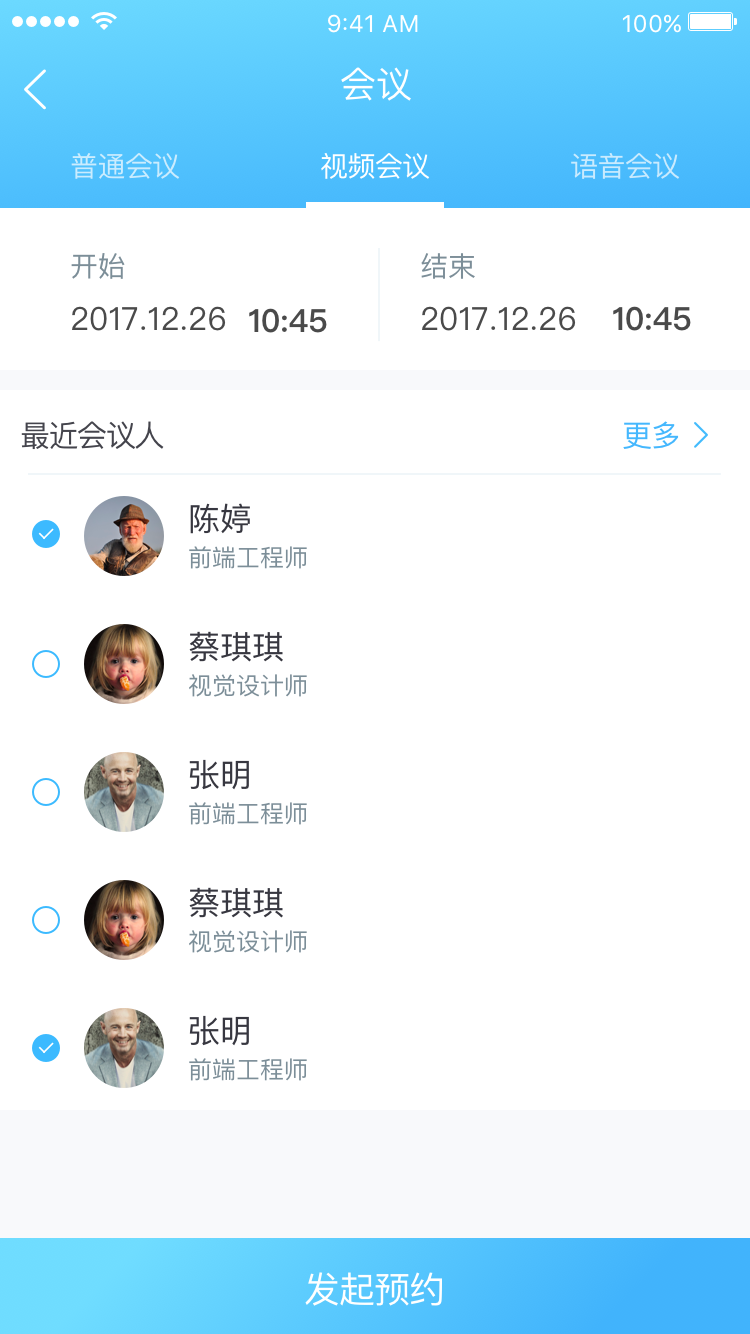 9:41 AM 100%
会议
普通会议 视频会议 语音会议
开始 结束
2017.12.26 10:45 2017.12.26 10:45
最近会议人 更多
陈婷
前端工程师
蔡琪琪
视觉设计师
张明
前端工程师
蔡琪琪
视觉设计师
张明
前端工程师
发起预约